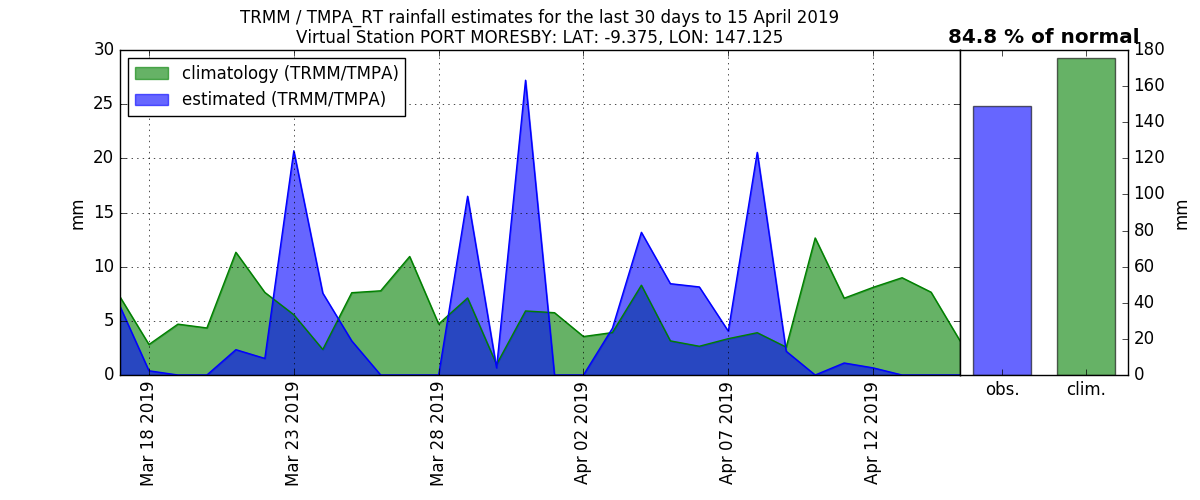 TRMM / TMPA_RT rainfall estimates for the last 30 days to 15 April 2019
Virtual Station PORT MORESBY: LAT: -9.375, LON: 147.125
84.8 % of normal
climatology (TRMM/TMPA)
estimated (TRMM/TMPA)
30
25
20
15
10
5
0
mm
180
160
140
120
100
80
60
40
20
0
mm
Mar 18 2019
Mar 23 2019
Mar 28 2019
Apr 02 2019
Apr 07 2019
Apr 12 2019
obs.
clim.